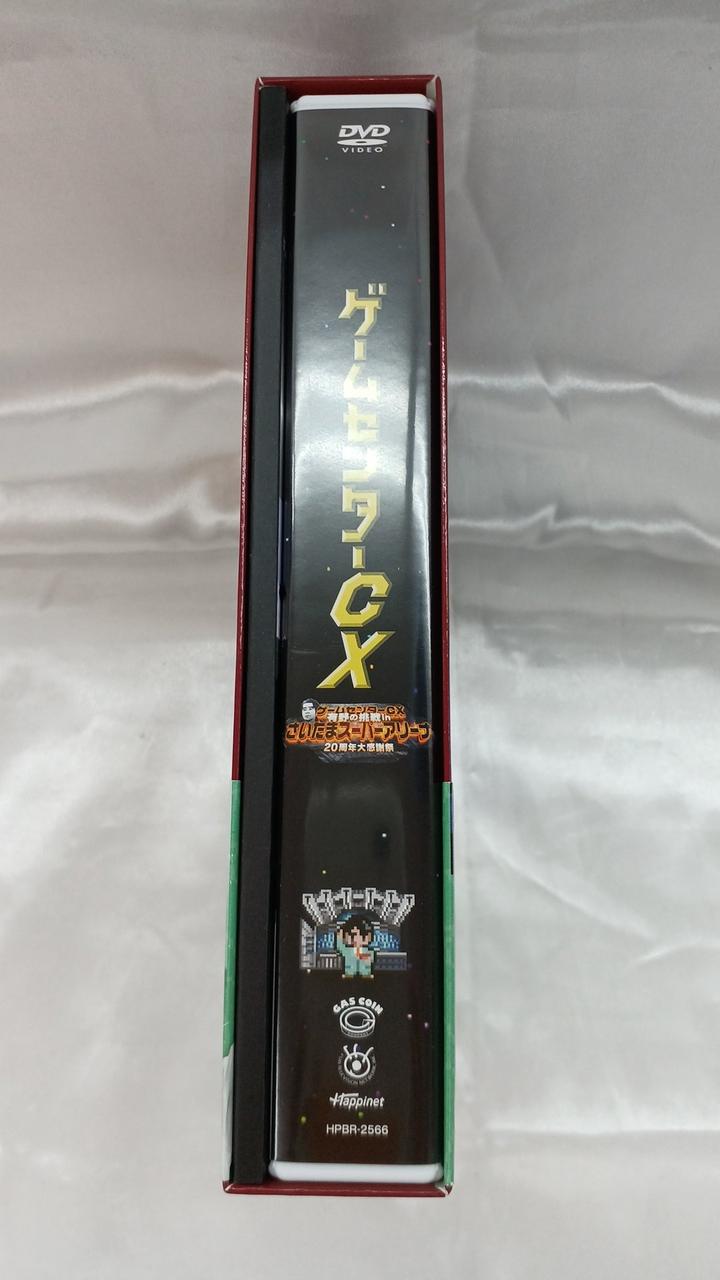 DVD
VIDEO
ゲームセンターCX
ゲームセンターCX
有野の挑戦 in
さいたまスーパーアリーナ
20周年大感謝祭
GAS COIN
COMPANY
Happinet
HPBR-2566